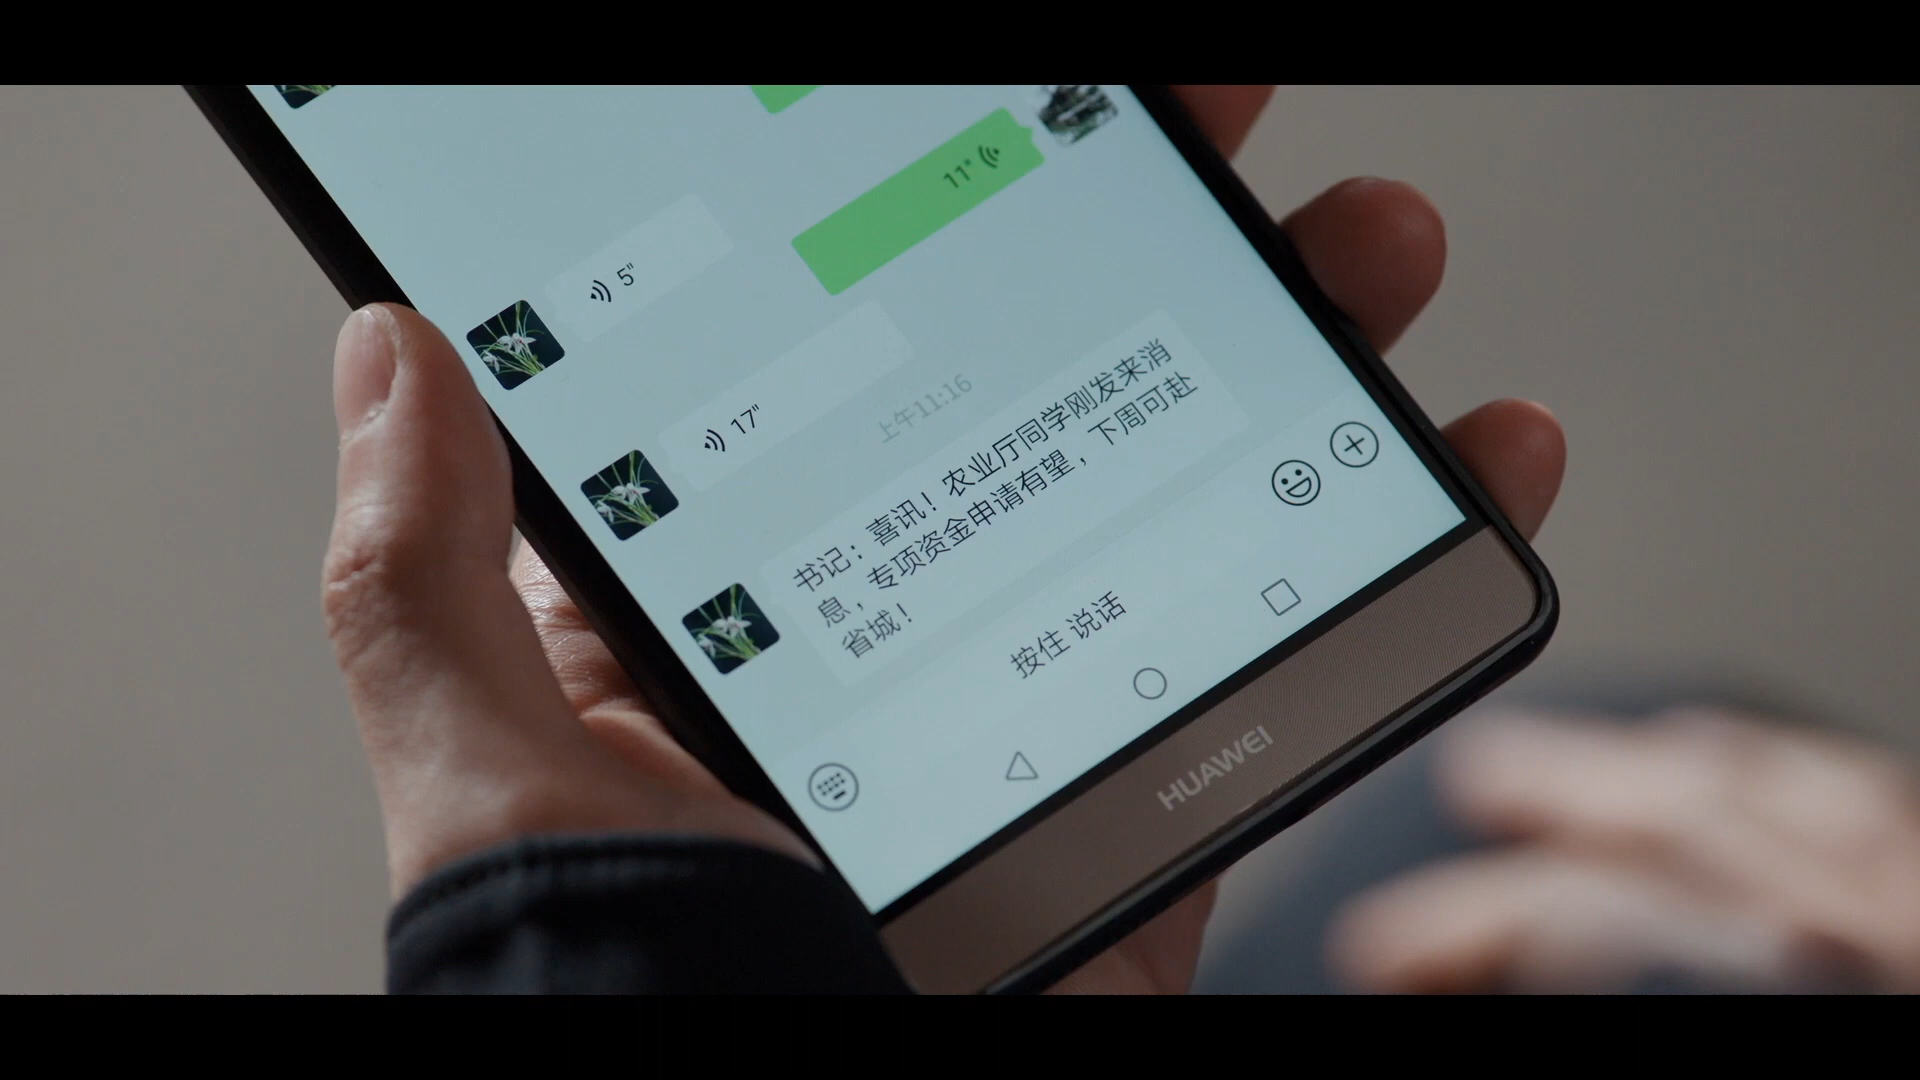 11"
5"
17"
上午11:16
书记：喜讯！农业厅同学刚发来消
息，专项资金申请有望，下周可赴
省城！
按住 说话
HUAWEI